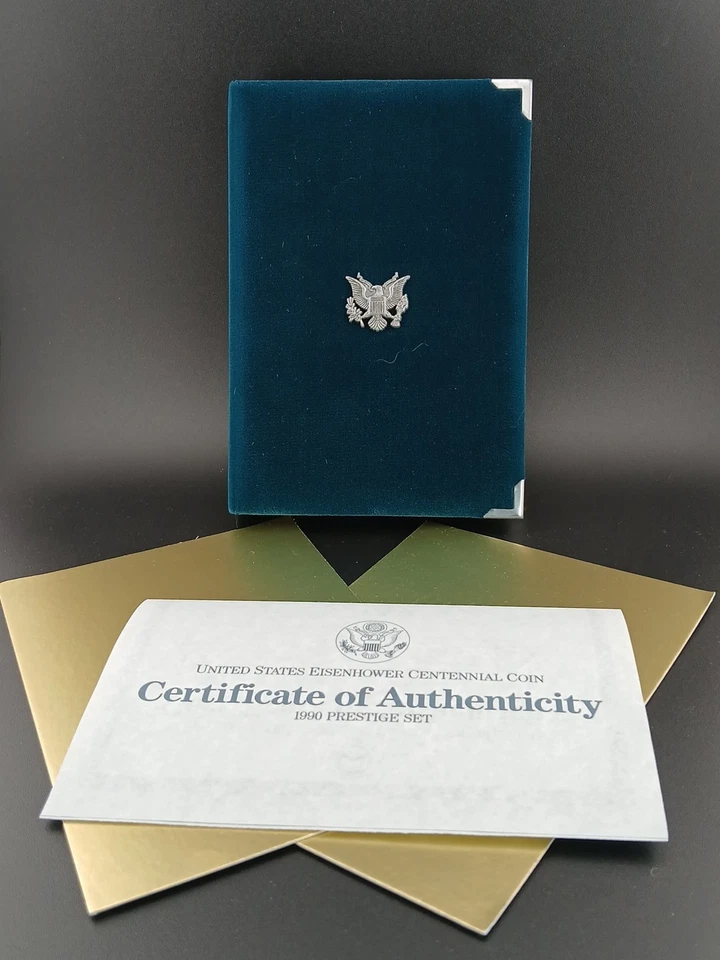 UNITED STATES EISENHOWER CENTENNIAL COIN
Certificate of Authenticity
1990 PRESTIGE SET